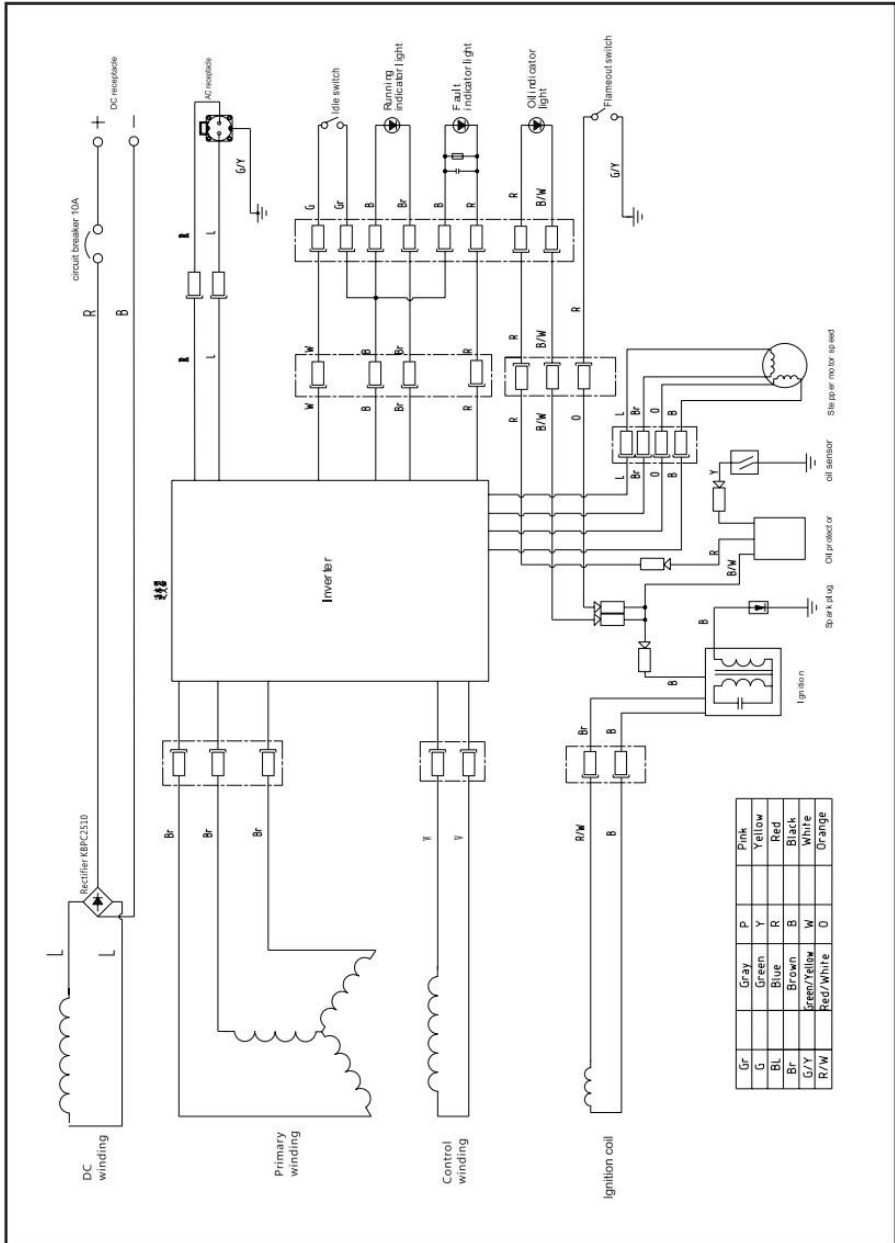 DC receptacle
+
−
circuit breaker 10A
R
B
Rectifier KBPC2510
L
L
DC
winding
AC receptacle
G/Y
R
L
R
L
Idle switch
Running
indicator light
Fault
indicator light
Oil indicator
light
Flameout switch
G
Gr
B
Br
B
R
R
B/W
G/Y
R
W
B
Br
R
R
B/W
W
B
Br
R
R
B/W
O
Inverter
Br
Br
Br
Primary
winding
Control
winding
L
Br
O
B
L
Br
O
B
Stepper motor speed
Y
oil sensor
R
B/W
Oil protector
B
Spark plug
B
Ignition
Br
B
R/W
B
Ignition coil
Gr Gray P Pink
G Green Y Yellow
BL Blue R Red
Br Brown B Black
G/Y Green/Yellow W White
R/W Red/White O Orange